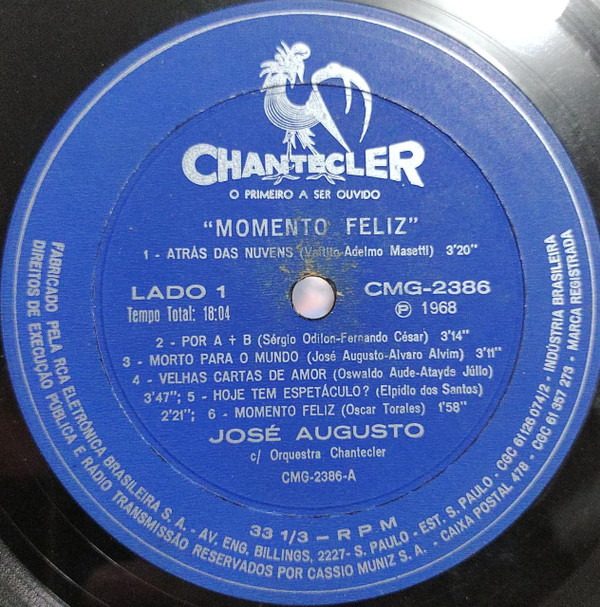 CHANTECLER
O PRIMEIRO A SER OUVIDO
"MOMENTO FELIZ"
1 - ATRÁS DAS NUVENS (-Adelmo Masetti) 3'20"
LADO 1
CMG-2386
Tempo Total: 18:04
Ⓟ 1968
2 - POR A + B (Sérgio Odilon-Fernando César) 3'14"
3 - MORTO PARA O MUNDO (José Augusto-Alvaro Alvim) 3'11"
4 - VELHAS CARTAS DE AMOR (Oswaldo Aude-Atayde Júlio)
3'47"; 5 - HOJE TEM ESPETÁCULO? (Elpídio dos Santos)
2'21"; 6 - MOMENTO FELIZ (Oscar Torales) 1'58"
JOSÉ AUGUSTO
c/ Orquestra Chantecler
CMG-2386-A
33 1/3 - RPM
FABRICADO PELA RCA ELETRÔNICA BRASILEIRA S. A. - AV. ENG. BILLINGS, 2227- S. PAULO - EST. S. PAULO - CGC 6126 074/2 - INDÚSTRIA BRASILEIRA
DIREITOS DE EXECUÇÃO PÚBLICA E RÁDIO TRANSMISSÃO RESERVADOS POR CASSIO MUNIZ S. A. - CAIXA POSTAL 478 - CGC 61 357 273 - MARCA REGISTRADA